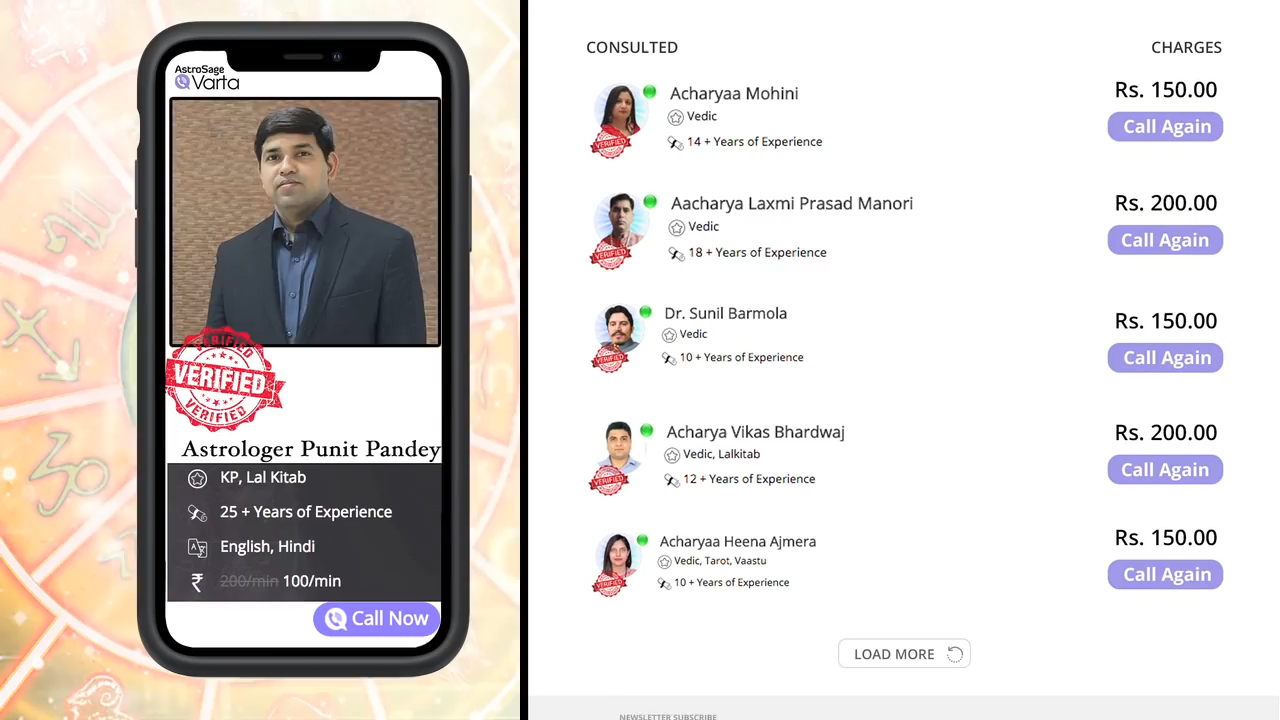 AstroSage
Varta
VERIFIED
VERIFIED
VERIFIED
Astrologer Punit Pandey
KP, Lal Kitab
25 + Years of Experience
English, Hindi
₹ 200/min 100/min
Call Now
CONSULTED
CHARGES
Acharyaa Mohini
Vedic
14 + Years of Experience
VERIFIED
Rs. 150.00
Call Again
Aacharya Laxmi Prasad Manori
Vedic
18 + Years of Experience
VERIFIED
Rs. 200.00
Call Again
Dr. Sunil Barmola
Vedic
10 + Years of Experience
VERIFIED
Rs. 150.00
Call Again
Acharya Vikas Bhardwaj
Vedic, Lalkitab
12 + Years of Experience
VERIFIED
Rs. 200.00
Call Again
Acharyaa Heena Ajmera
Vedic, Tarot, Vaastu
10 + Years of Experience
VERIFIED
Rs. 150.00
Call Again
LOAD MORE
NEWSLETTER SUBSCRIBE